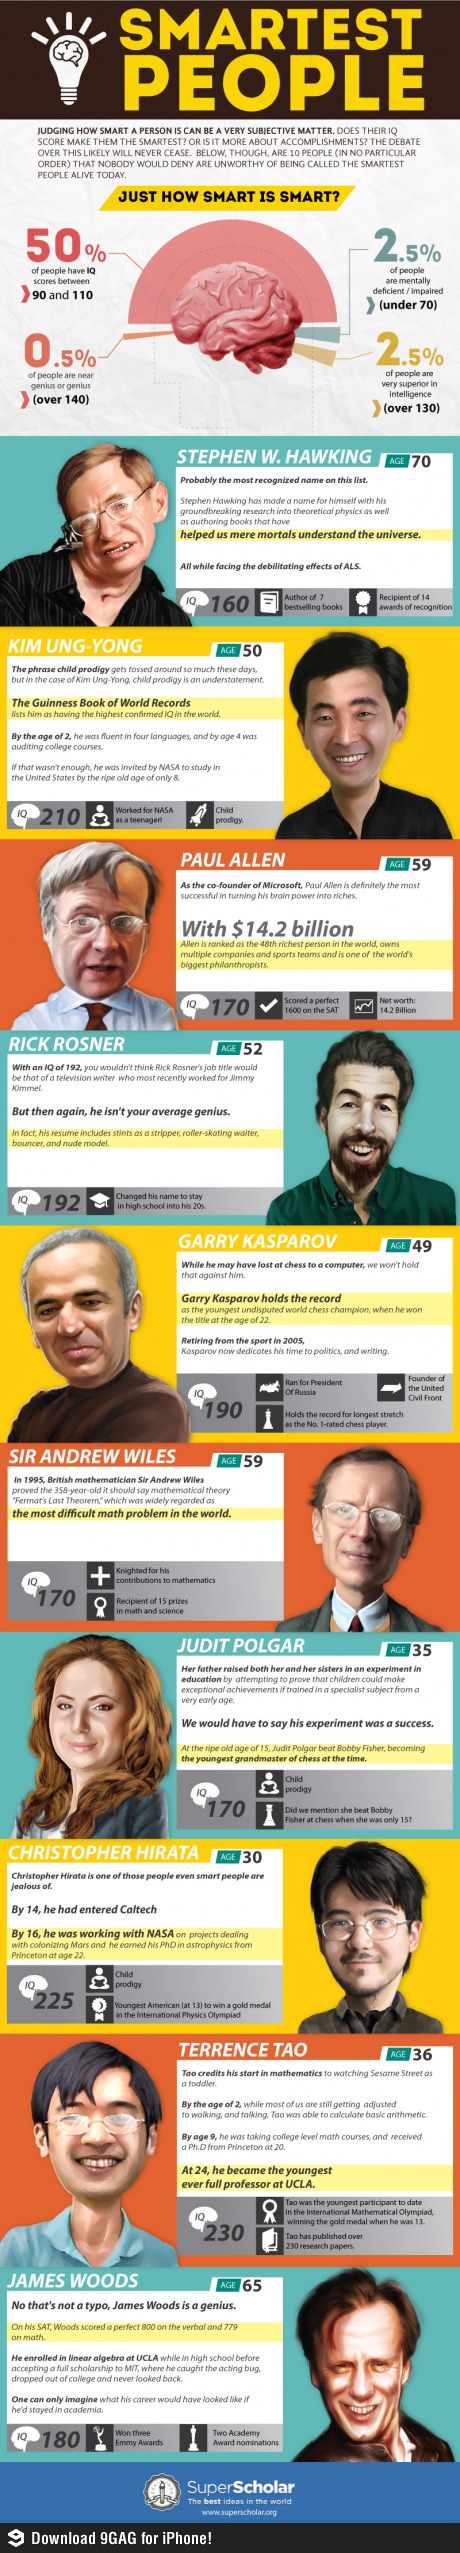 SMARTEST
PEOPLE
JUDGING HOW SMART A PERSON IS CAN BE A VERY SUBJECTIVE MATTER. DOES THEIR IQ
SCORE MAKE THEM THE SMARTEST? OR IS IT MORE ABOUT ACCOMPLISHMENTS? THE DEBATE
OVER THIS LIKELY WILL NEVER CEASE. BELOW, THOUGH, ARE 10 PEOPLE (IN NO PARTICULAR
ORDER) THAT NOBODY WOULD DENY ARE UNWORTHY OF BEING CALLED THE SMARTEST
PEOPLE ALIVE TODAY.
JUST HOW SMART IS SMART?
50%
of people have IQ
scores between
90 and 110
2.5%
of people
are mentally
deficient / impaired
(under 70)
0.5%
of people are near
genius or genius
(over 140)
2.5%
of people are
very superior in
intelligence
(over 130)
STEPHEN W. HAWKING
AGE 70
Probably the most recognized name on this list.
Stephen Hawking has made a name for himself with his
groundbreaking research into theoretical physics as well
as authoring books that have
helped us mere mortals understand the universe.
All while facing the debilitating effects of ALS.
IQ 160
Author of 7
bestselling books
Recipient of 14
awards of recognition
KIM UNG-YONG
AGE 50
The phrase child prodigy gets tossed around so much these days,
but in the case of Kim Ung-Yong, child prodigy is an understatement.
The Guinness Book of World Records
lists him as having the highest confirmed IQ in the world.
By the age of 2, he was fluent in four languages, and by age 4 was
auditing college courses.
If that wasn't enough, he was invited by NASA to study in
the United States by the ripe old age of only 8.
IQ 210
Worked for NASA
as a teenager!
Child
prodigy.
PAUL ALLEN
AGE 59
As the co-founder of Microsoft, Paul Allen is definitely the most
successful in turning his brain power into riches.
With $14.2 billion
Allen is ranked as the 48th richest person in the world, owns
multiple companies and sports teams and is one of the world's
biggest philanthropists.
IQ 170
Scored a perfect
1600 on the SAT
Net worth:
14.2 Billion
RICK ROSNER
AGE 52
With an IQ of 192, you wouldn't think Rick Rosner's job title would
be that of a television writer who most recently worked for Jimmy
Kimmel.
But then again, he isn't your average genius.
In fact, his resume includes stints as a stripper, roller-skating waiter,
bouncer, and nude model.
IQ 192
Changed his name to stay
in high school into his 20s.
GARRY KASPAROV
AGE 49
While he may have lost at chess to a computer, we won't hold
that against him.
Garry Kasparov holds the record
as the youngest undisputed world chess champion, when he won
the title at the age of 22.
Retiring from the sport in 2005,
Kasparov now dedicates his time to politics, and writing.
IQ 190
Ran for President
Of Russia
Founder of
the United
Civil Front
Holds the record for longest stretch
as the No. 1-rated chess player.
SIR ANDREW WILES
AGE 59
In 1995, British mathematician Sir Andrew Wiles
proved the 358-year-old it should say mathematical theory
"Fermat's Last Theorem," which was widely regarded as
the most difficult math problem in the world.
IQ 170
Knighted for his
contributions to mathematics
Recipient of 15 prizes
in math and science
JUDIT POLGAR
AGE 35
Her father raised both her and her sisters in an experiment in
education by attempting to prove that children could make
exceptional achievements if trained in a specialist subject from a
very early age.
We would have to say his experiment was a success.
At the ripe old age of 15, Judit Polgar beat Bobby Fisher, becoming
the youngest grandmaster of chess at the time.
IQ 170
Child
prodigy
Did we mention she beat Bobby
Fisher at chess when she was only 15?
CHRISTOPHER HIRATA
AGE 30
Christopher Hirata is one of those people even smart people are
jealous of.
By 14, he had entered Caltech
By 16, he was working with NASA on projects dealing
with colonizing Mars and he earned his PhD in astrophysics from
Princeton at age 22.
IQ 225
Child
prodigy
Youngest American (at 13) to win a gold medal
in the International Physics Olympiad
TERRENCE TAO
AGE 36
Tao credits his start in mathematics to watching Sesame Street as
a toddler.
By the age of 2, while most of us are still getting adjusted
to walking, and talking, Tao was able to calculate basic arithmetic.
By age 9, he was taking college level math courses, and received
a Ph.D from Princeton at 20.
At 24, he became the youngest
ever full professor at UCLA.
IQ 230
Tao was the youngest participant to date
in the International Mathematical Olympiad,
winning the gold medal when he was 13.
Tao has published over
230 research papers.
JAMES WOODS
AGE 65
No that's not a typo, James Woods is a genius.
On his SAT, Woods scored a perfect 800 on the verbal and 779
on math.
He enrolled in linear algebra at UCLA while in high school before
accepting a full scholarship to MIT, where he caught the acting bug,
dropped out of college and never looked back.
One can only imagine what his career would have looked like if
he'd stayed in academia.
IQ 180
Won three
Emmy Awards
Two Academy
Award nominations
SuperScholar
The best ideas in the world
www.superscholar.org
Download 9GAG for iPhone!